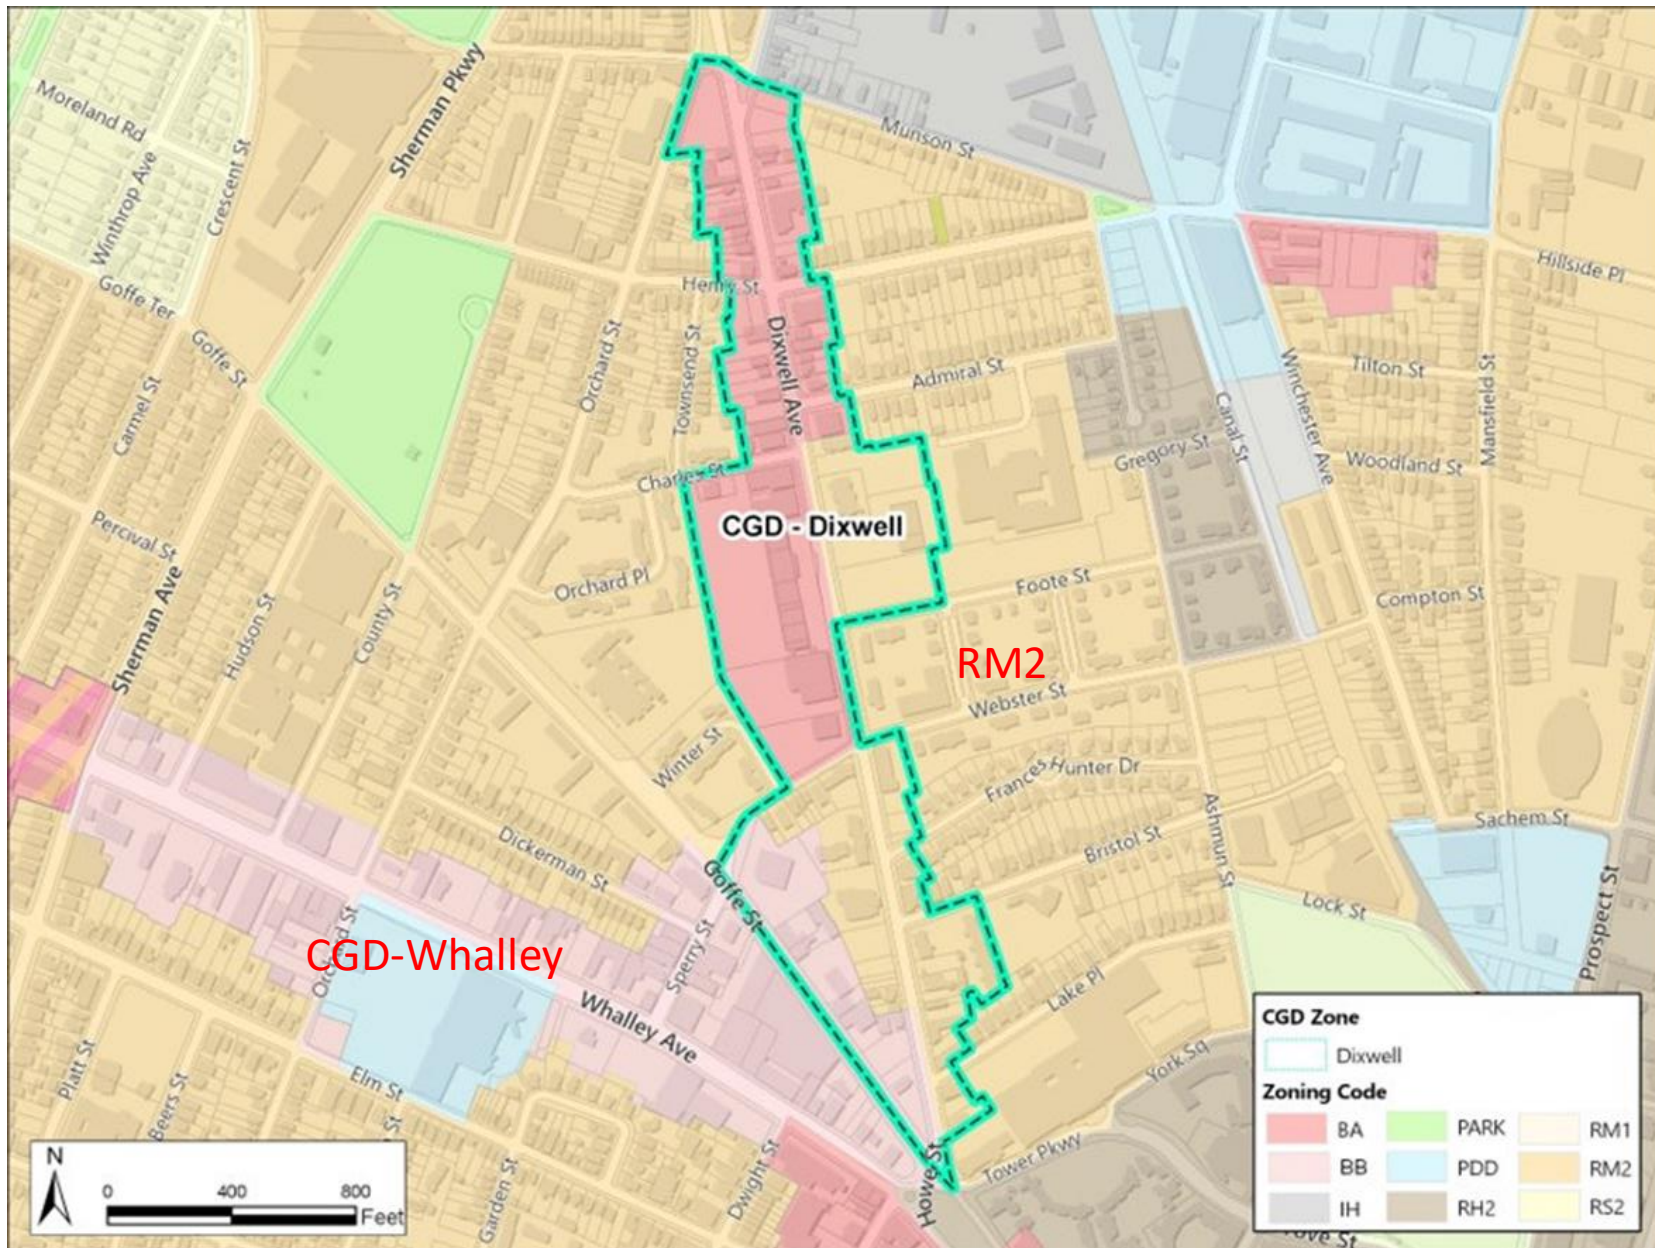 Moreland Rd
Sherman Pkwy
Munson St
Winthrop Ave
Crescent St
Hillside Pl
Goffe Ter
Henry St
Goffe St
Orchard St
Townsend St
Dixwell Ave
Admiral St
Winchester Ave
Tilton St
Mansfield St
Carmel St
Canal St
Gregory St
Woodland St
Charles St
CGD - Dixwell
Percival St
Orchard Pl
Foote St
Compton St
Sherman Ave
Hudson St
County St
RM2
Webster St
Winter St
Frances Hunter Dr
Ashmun St
Sachem St
Dickerman St
Bristol St
Goffe St
Lock St
Prospect St
Orchard St
CGD-Whalley
Sperry St
Lake Pl
Whalley Ave
York Sq
Platt St
Beers St
Elm St
Tower Pkwy
Howe St
Dwight St
Garden St
St
N
0 400 800
Feet
CGD Zone
Dixwell
Zoning Code
BA PARK RM1
BB PDD RM2
IH RH2 RS2